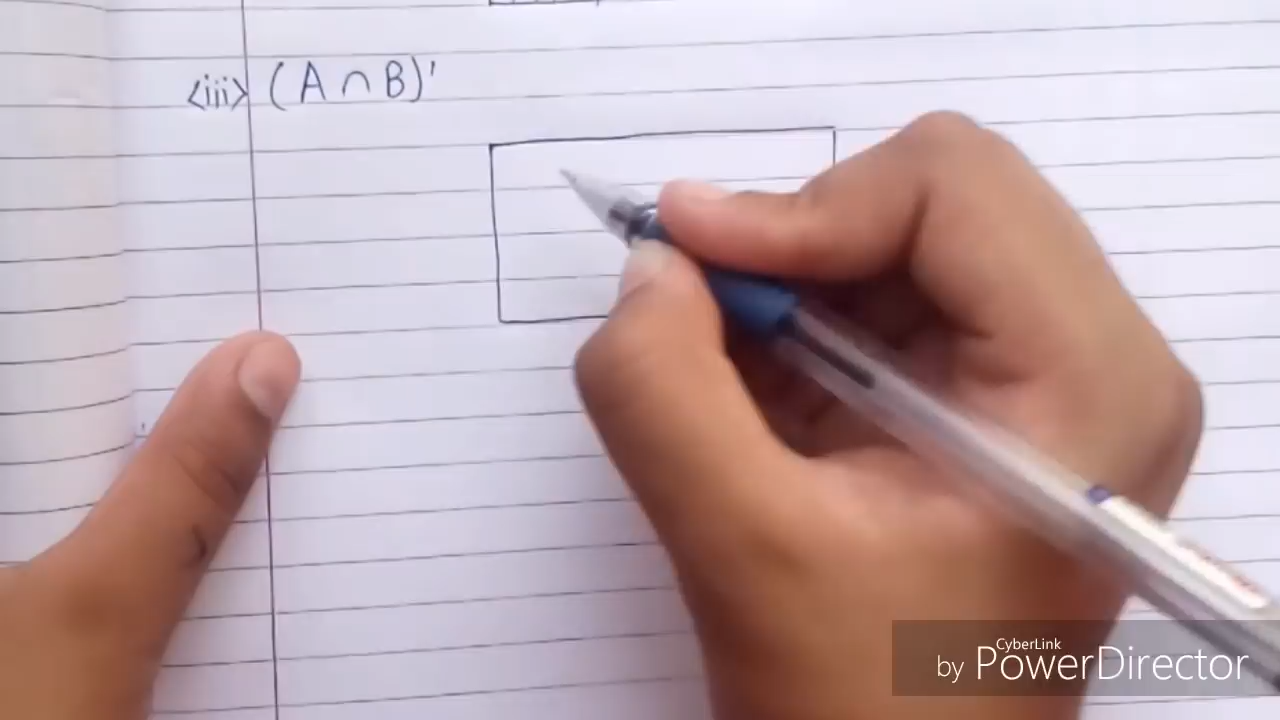 <iii> (A ∩ B)'
CyberLink
by PowerDirector